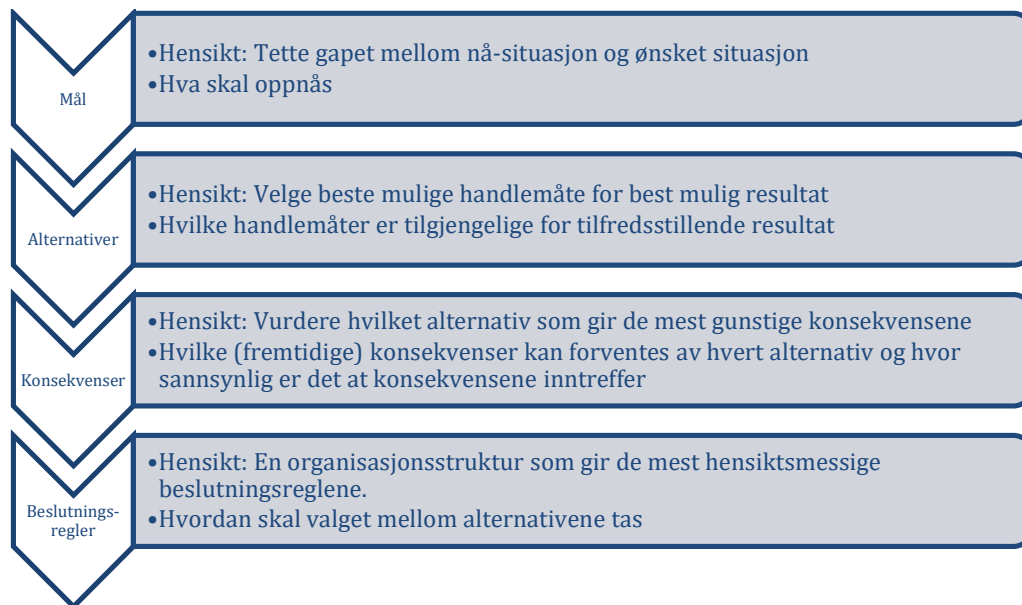 Mål
•Hensikt: Tette gapet mellom nå-situasjon og ønsket situasjon
•Hva skal oppnås
Alternativer
•Hensikt: Velge beste mulige handlemåte for best mulig resultat
•Hvilke handlemåter er tilgjengelige for tilfredsstillende resultat
Konsekvenser
•Hensikt: Vurdere hvilket alternativ som gir de mest gunstige konsekvensene
•Hvilke (fremtidige) konsekvenser kan forventes av hvert alternativ og hvor
sannsynlig er det at konsekvensene inntreffer
Beslutnings-
regler
•Hensikt: En organisasjonsstruktur som gir de mest hensiktsmessige
beslutningsreglene.
•Hvordan skal valget mellom alternativene tas